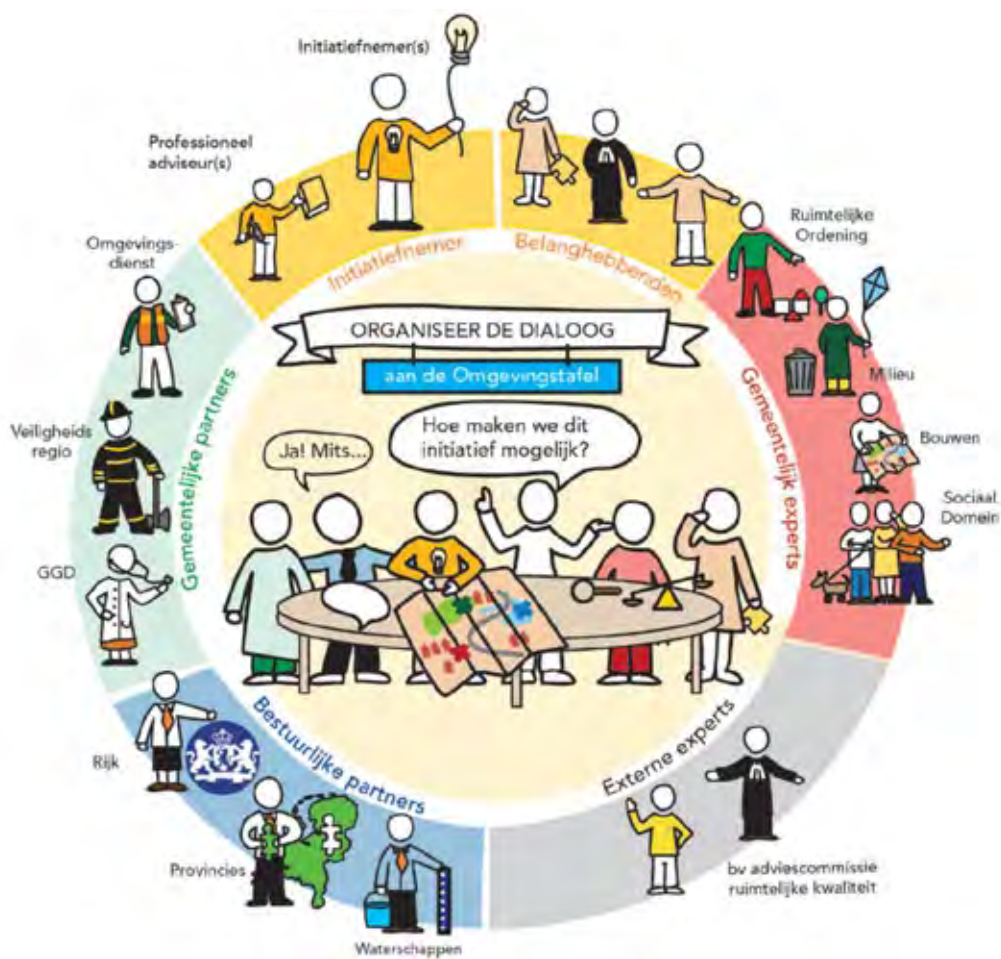 Initiatiefnemer(s)
Professioneel
adviseur(s)
Omgevings-
dienst
Veiligheids
regio
GGD
Rijk
Provincies
Waterschappen
Ruimtelijke
Ordening
Milieu
Bouwen
Sociaal
Domein
bv adviescommissie
ruimtelijke kwaliteit
Initiatiefnemer
Belanghebbenden
Gemeentelijk experts
Externe experts
Bestuurlijke partners
Gemeentelijke partners
ORGANISEER DE DIALOOG
aan de Omgevingstafel
Ja! Mits...
Hoe maken we dit
initiatief mogelijk?